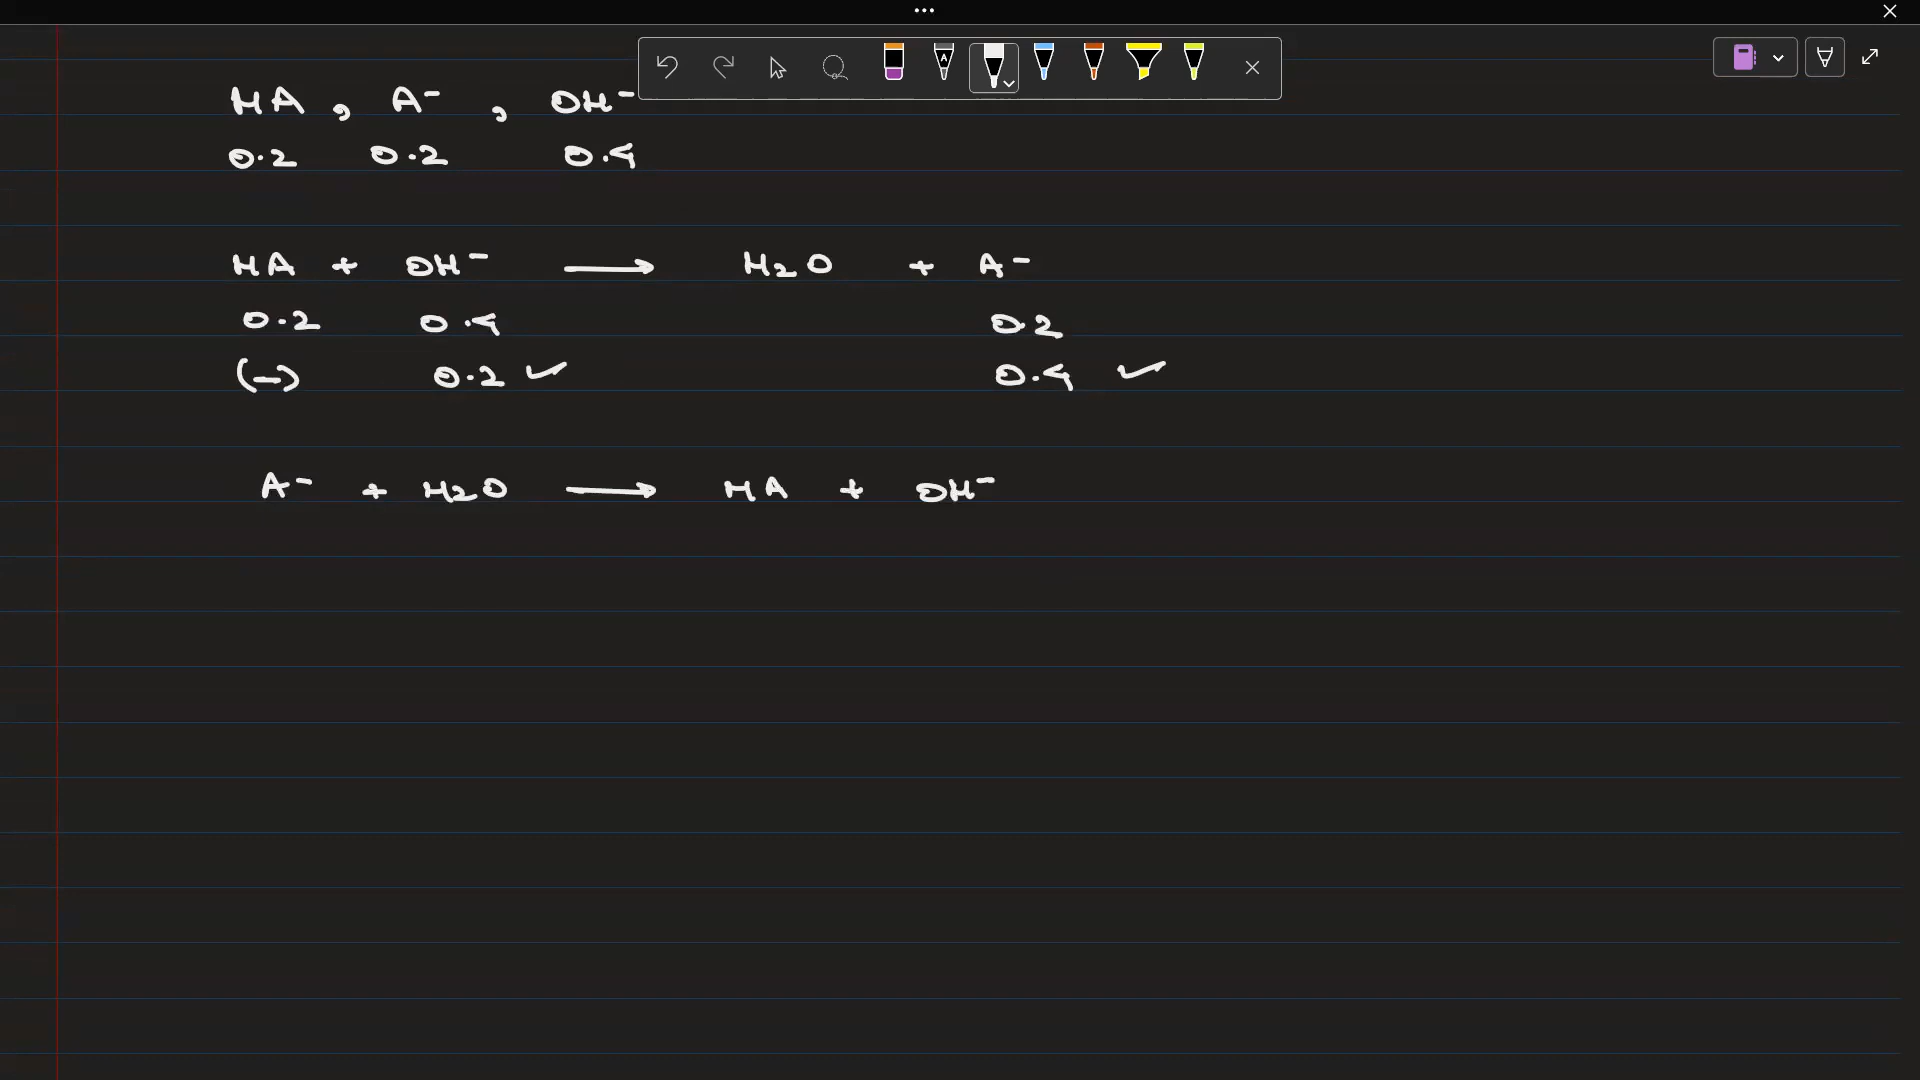 HA , A⁻ , OH⁻
0.2 0.2 0.4
HA + OH⁻ ⟶ H₂O + A⁻
0.2 0.4 0.2
(−) 0.2 ✓ 0.4 ✓
A⁻ + H₂O ⟶ HA + OH⁻